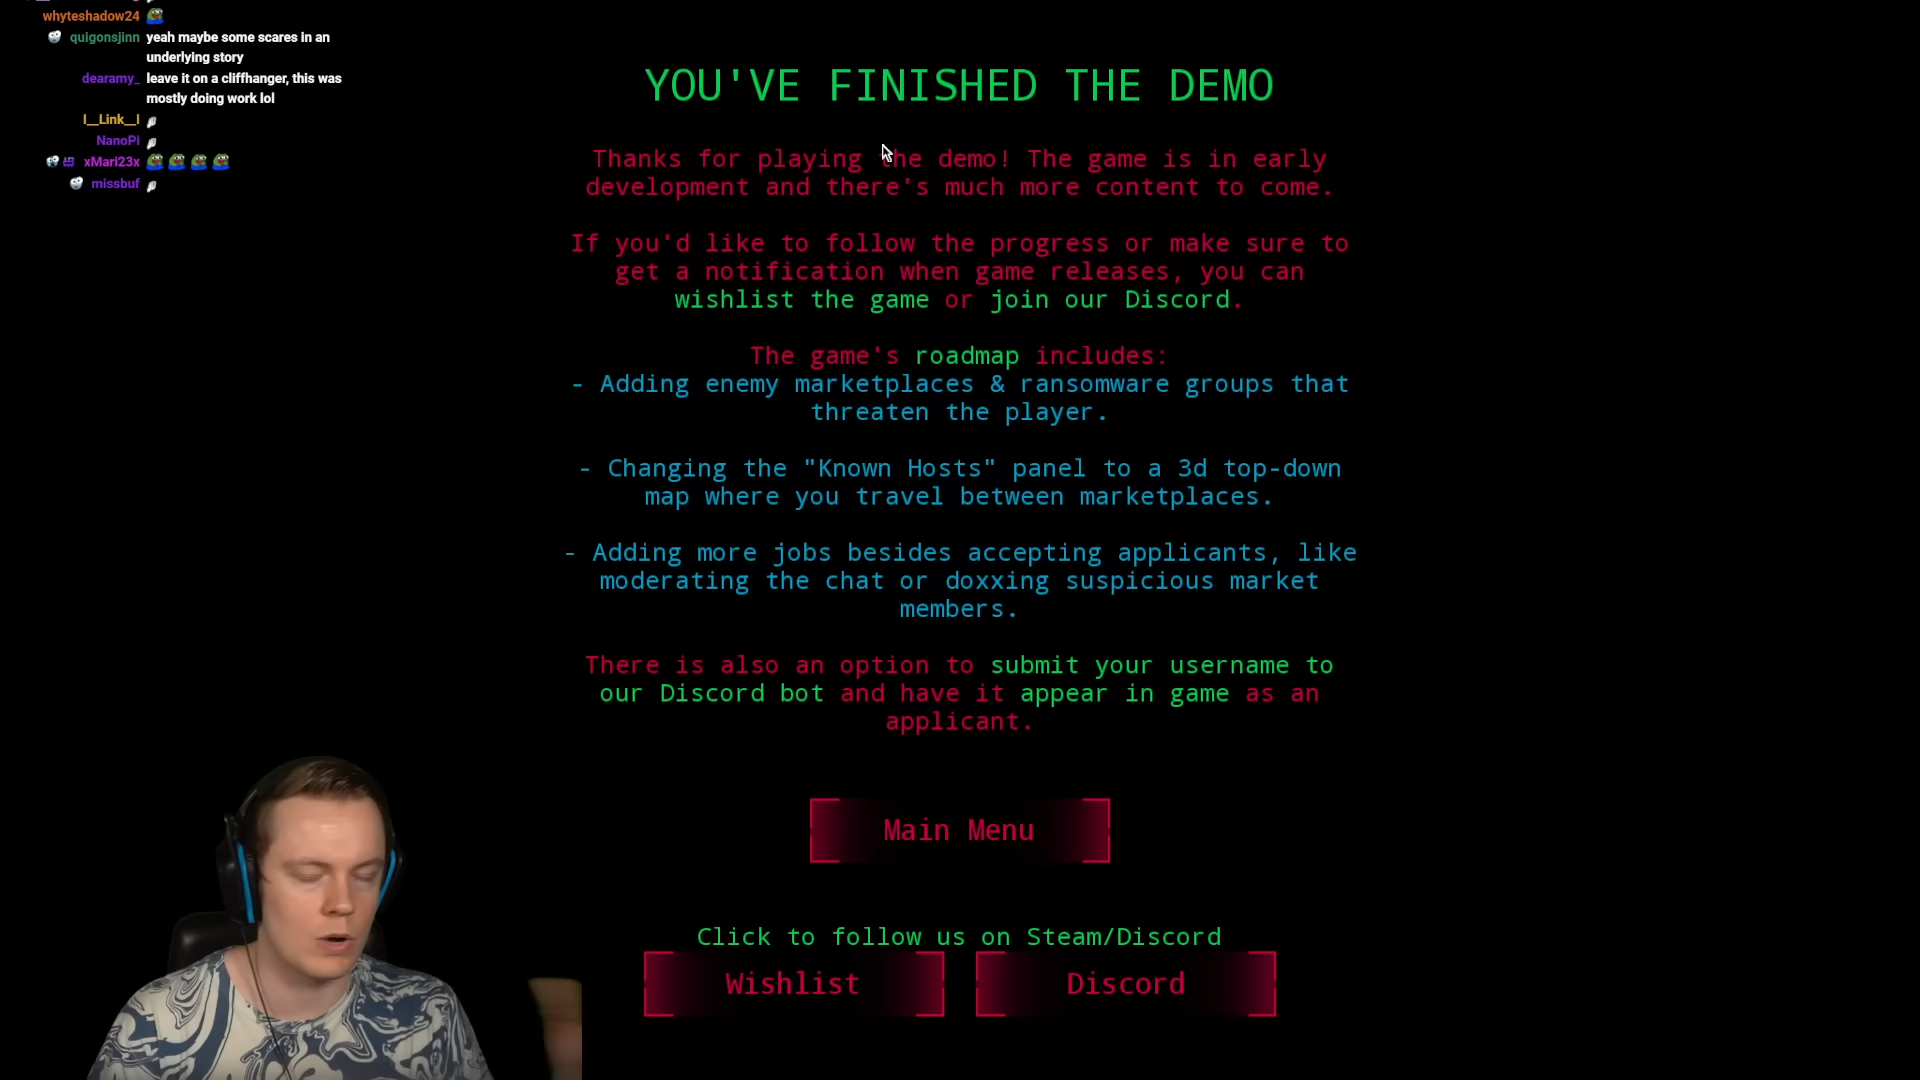 whyteshadow24
quigonsjinn yeah maybe some scares in an
underlying story
dearamy_ leave it on a cliffhanger, this was
mostly doing work lol
l__Link__l
NanoPi
xMari23x
missbuf
YOU'VE FINISHED THE DEMO
Thanks for playing the demo! The game is in early
development and there's much more content to come.
If you'd like to follow the progress or make sure to
get a notification when game releases, you can
wishlist the game or join our Discord.
The game's roadmap includes:
- Adding enemy marketplaces & ransomware groups that
threaten the player.
- Changing the "Known Hosts" panel to a 3d top-down
map where you travel between marketplaces.
- Adding more jobs besides accepting applicants, like
moderating the chat or doxxing suspicious market
members.
There is also an option to submit your username to
our Discord bot and have it appear in game as an
applicant.
Main Menu
Click to follow us on Steam/Discord
Wishlist Discord